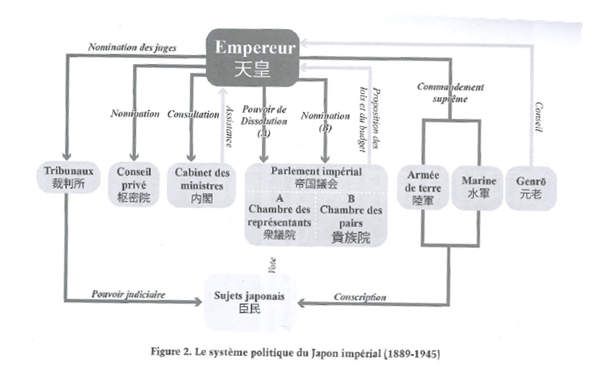 Nomination des juges
Empereur
天皇
Nomination
Consultation
Assistance
Pouvoir de
Dissolution
(A)
Nomination
(B)
Proposition des
lois et du budget
Commandement
suprême
Conseil
Tribunaux
裁判所
Conseil
privé
枢密院
Cabinet des
ministres
内閣
Parlement impérial
帝国議会
A
Chambre des
représentants
衆議院
B
Chambre des
pairs
貴族院
Armée
de terre
陸軍
Marine
水軍
Genrō
元老
Vote
Pouvoir judiciaire
Sujets japonais
臣民
Conscription
Figure 2. Le système politique du Japon impérial (1889-1945)